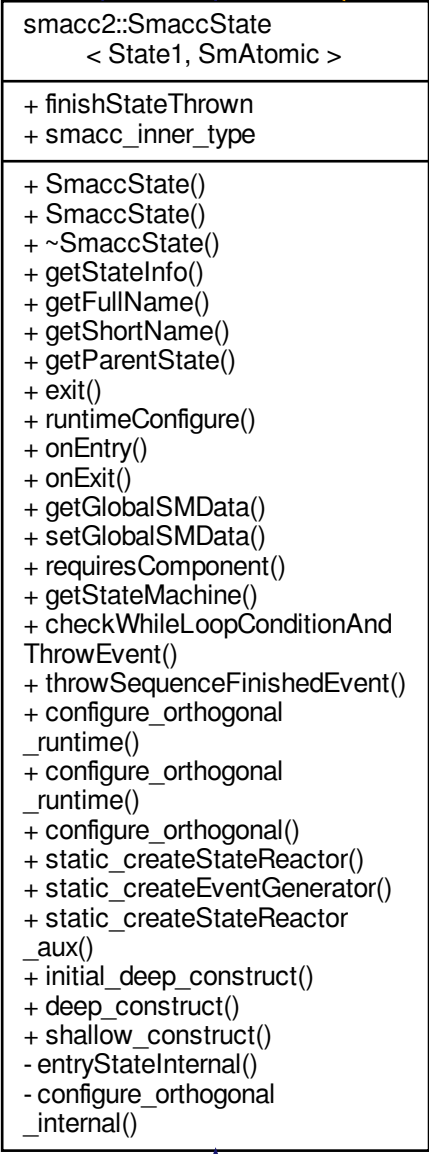 smacc2::SmaccState
< State1, SmAtomic >
+ finishStateThrown
+ smacc_inner_type
+ SmaccState()
+ SmaccState()
+ ~SmaccState()
+ getStateInfo()
+ getFullName()
+ getShortName()
+ getParentState()
+ exit()
+ runtimeConfigure()
+ onEntry()
+ onExit()
+ getGlobalSMData()
+ setGlobalSMData()
+ requiresComponent()
+ getStateMachine()
+ checkWhileLoopConditionAnd
ThrowEvent()
+ throwSequenceFinishedEvent()
+ configure_orthogonal
_runtime()
+ configure_orthogonal
_runtime()
+ configure_orthogonal()
+ static_createStateReactor()
+ static_createEventGenerator()
+ static_createStateReactor
_aux()
+ initial_deep_construct()
+ deep_construct()
+ shallow_construct()
- entryStateInternal()
- configure_orthogonal
_internal()